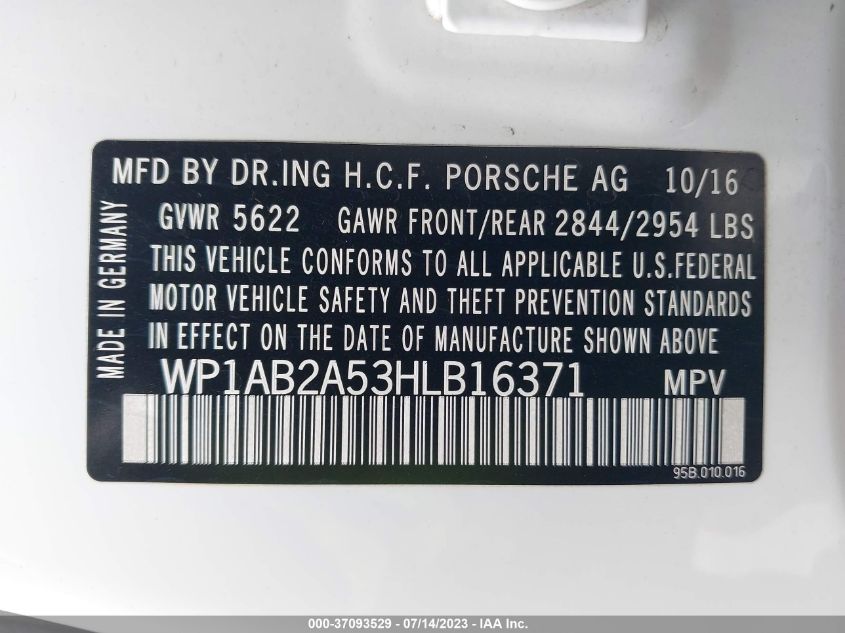 MFD BY DR.ING H.C.F. PORSCHE AG 10/16
GVWR 5622 GAWR FRONT/REAR 2844/2954 LBS
THIS VEHICLE CONFORMS TO ALL APPLICABLE U.S.FEDERAL
MOTOR VEHICLE SAFETY AND THEFT PREVENTION STANDARDS
IN EFFECT ON THE DATE OF MANUFACTURE SHOWN ABOVE
MADE IN GERMANY
WP1AB2A53HLB16371 MPV
95B.010.016
000-37093529 - 07/14/2023 - IAA Inc.